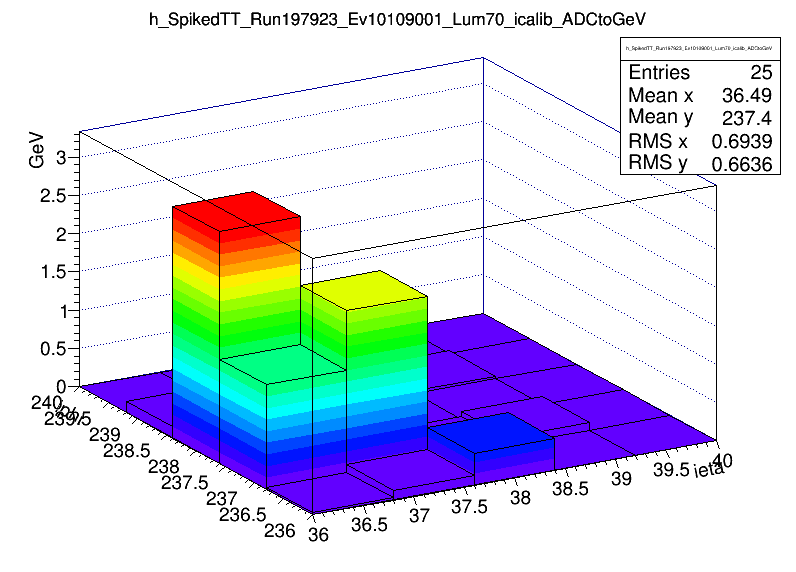 h_SpikedTT_Run197923_Ev10109001_Lum70_icalib_ADCtoGeV
h_SpikedTT_Run197923_Ev10109001_Lum70_icalib_ADCtoGeV
Entries 25
Mean x 36.49
Mean y 237.4
RMS x 0.6939
RMS y 0.6636
GeV
3
2.5
2
1.5
1
0.5
0
240
239.5
239
238.5
238
237.5
237
236.5
236
36
36.5
37
37.5
38
38.5
39
39.5
40
ieta